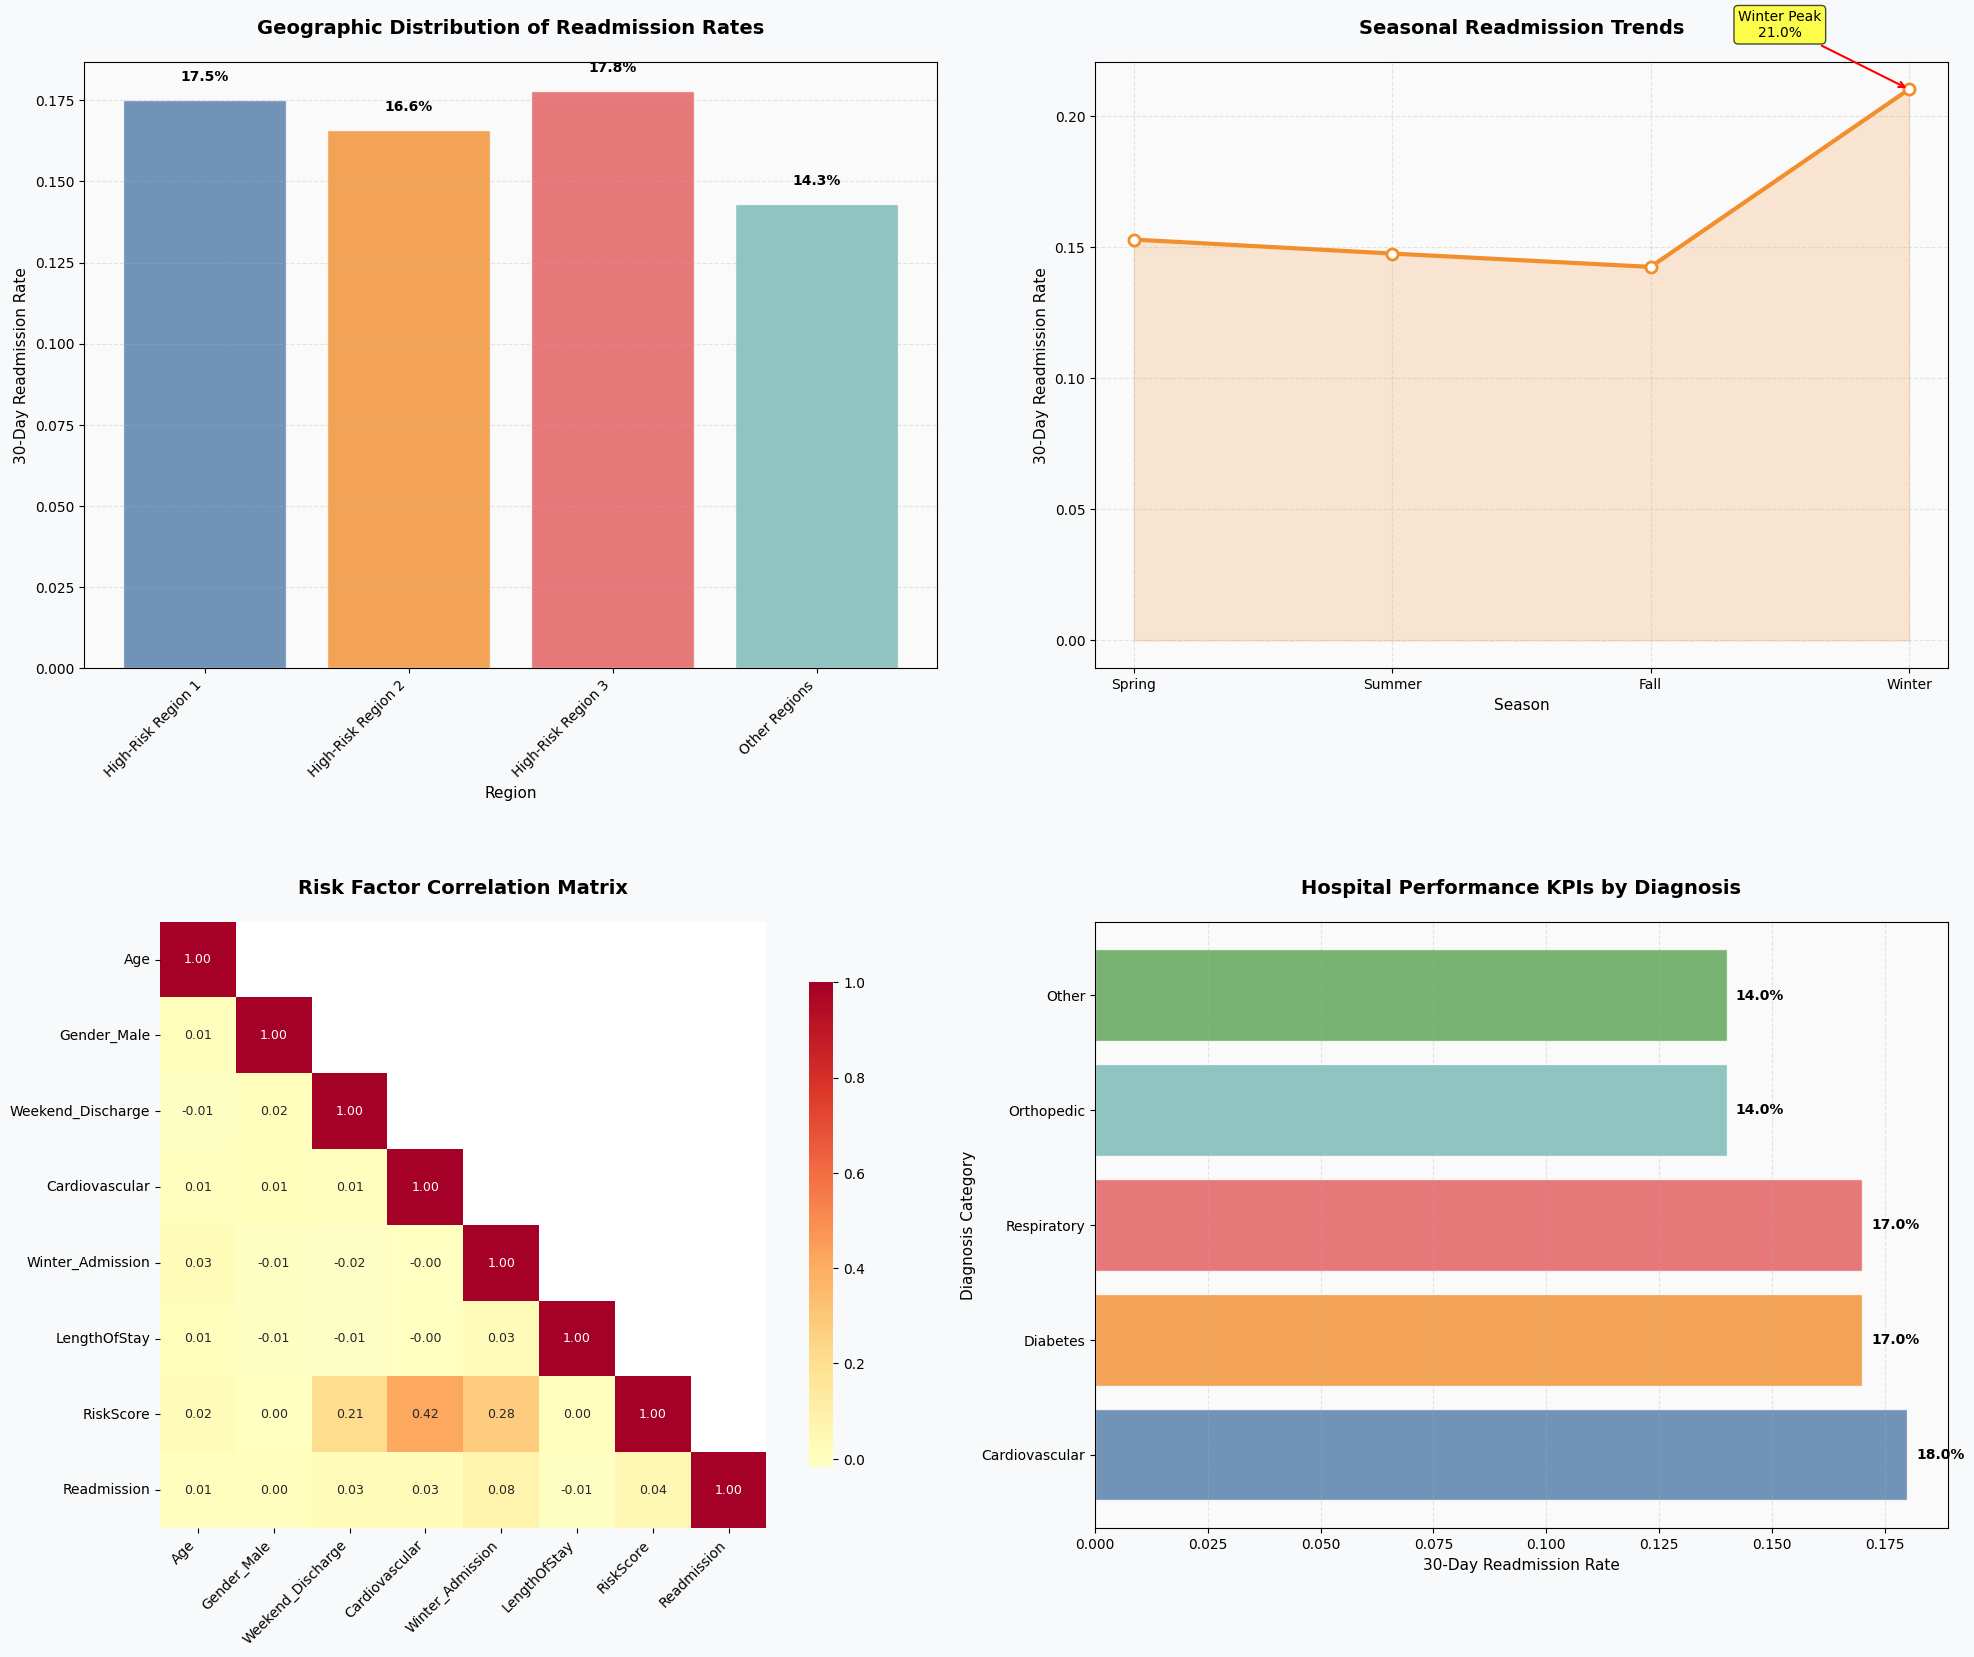 Geographic Distribution of Readmission Rates
30-Day Readmission Rate
0.175
0.150
0.125
0.100
0.075
0.050
0.025
0.000
17.5%
16.6%
17.8%
14.3%
High-Risk Region 1
High-Risk Region 2
High-Risk Region 3
Other Regions
Region
Seasonal Readmission Trends
Winter Peak
21.0%
30-Day Readmission Rate
0.20
0.15
0.10
0.05
0.00
Spring Summer Fall Winter
Season
Risk Factor Correlation Matrix
Age 1.00
Gender_Male 0.01 1.00
Weekend_Discharge -0.01 0.02 1.00
Cardiovascular 0.01 0.01 0.01 1.00
Winter_Admission 0.03 -0.01 -0.02 -0.00 1.00
LengthOfStay 0.01 -0.01 -0.01 -0.00 0.03 1.00
RiskScore 0.02 0.00 0.21 0.42 0.28 0.00 1.00
Readmission 0.01 0.00 0.03 0.03 0.08 -0.01 0.04 1.00
Age
Gender_Male
Weekend_Discharge
Cardiovascular
Winter_Admission
LengthOfStay
RiskScore
Readmission
1.0
0.8
0.6
0.4
0.2
0.0
Hospital Performance KPIs by Diagnosis
Diagnosis Category
Other 14.0%
Orthopedic 14.0%
Respiratory 17.0%
Diabetes 17.0%
Cardiovascular 18.0%
0.000 0.025 0.050 0.075 0.100 0.125 0.150 0.175
30-Day Readmission Rate